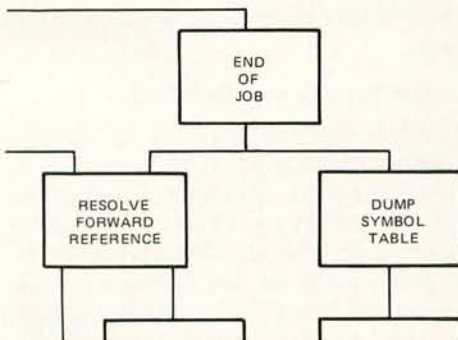 END
OF
JOB
RESOLVE
FORWARD
REFERENCE
DUMP
SYMBOL
TABLE